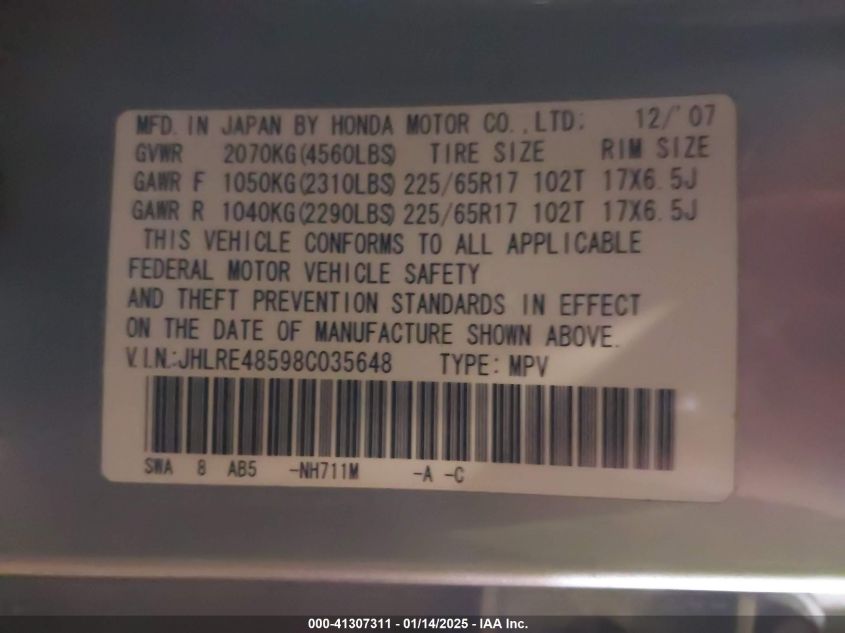 MFD. IN JAPAN BY HONDA MOTOR CO.,LTD: 12/'07
GVWR 2070KG(4560LBS) TIRE SIZE RIM SIZE
GAWR F 1050KG(2310LBS) 225/65R17 102T 17X6.5J
GAWR R 1040KG(2290LBS) 225/65R17 102T 17X6.5J
THIS VEHICLE CONFORMS TO ALL APPLICABLE
FEDERAL MOTOR VEHICLE SAFETY
AND THEFT PREVENTION STANDARDS IN EFFECT
ON THE DATE OF MANUFACTURE SHOWN ABOVE.
V.I.N.:JHLRE48598C035648 TYPE: MPV
SWA 8 AB5 -NH711M -A -C
000-41307311 - 01/14/2025 - IAA Inc.